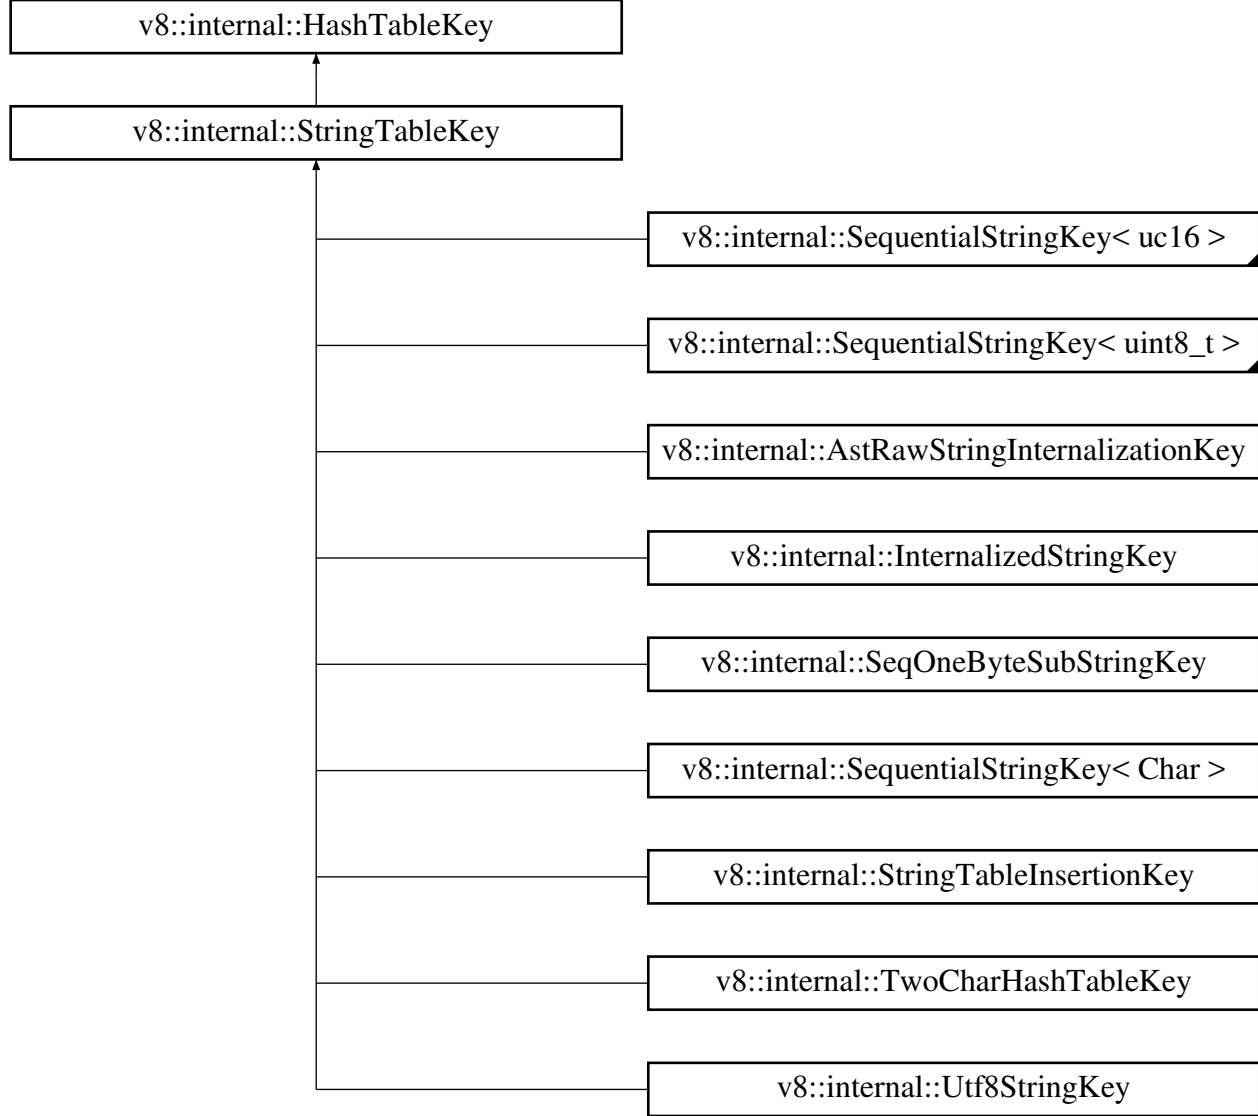 v8::internal::HashTableKey
v8::internal::StringTableKey
v8::internal::SequentialStringKey< uc16 >
v8::internal::SequentialStringKey< uint8_t >
v8::internal::AstRawStringInternalizationKey
v8::internal::InternalizedStringKey
v8::internal::SeqOneByteSubStringKey
v8::internal::SequentialStringKey< Char >
v8::internal::StringTableInsertionKey
v8::internal::TwoCharHashTableKey
v8::internal::Utf8StringKey